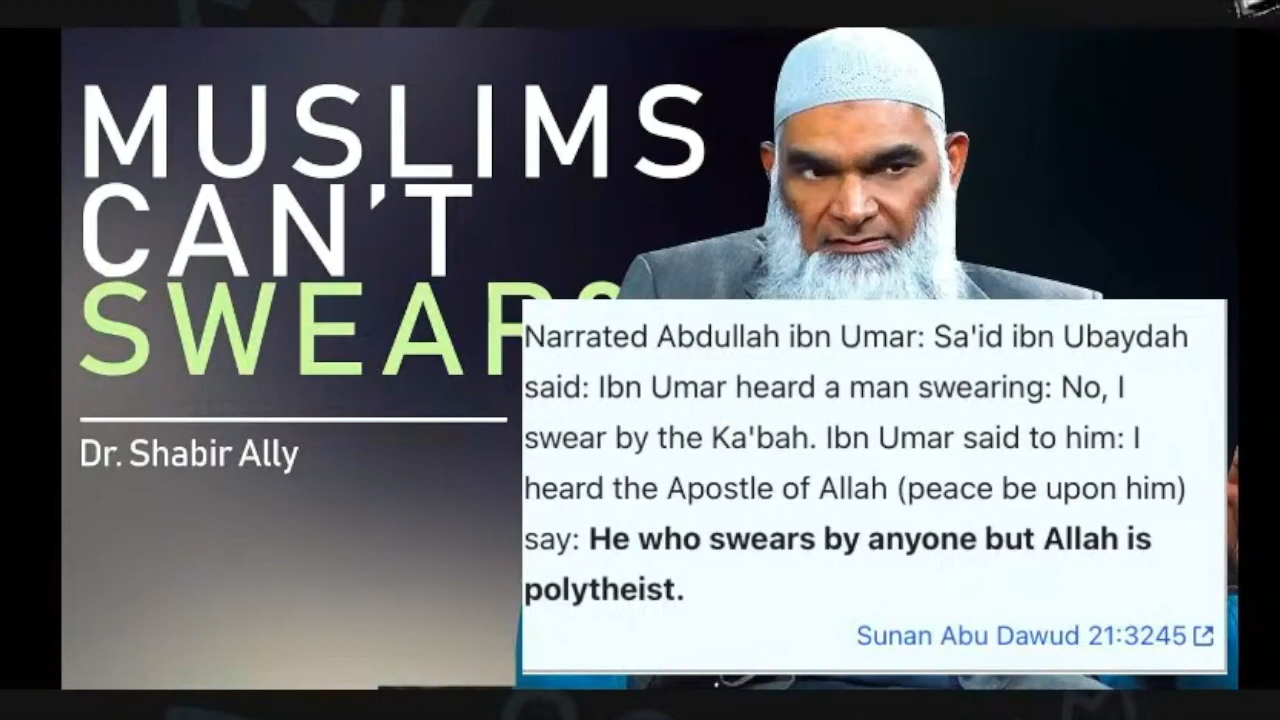 MUSLIMS
CAN'T
SWEAR
Dr. Shabir Ally
Narrated Abdullah ibn Umar: Sa'id ibn Ubaydah
said: Ibn Umar heard a man swearing: No, I
swear by the Ka'bah. Ibn Umar said to him: I
heard the Apostle of Allah (peace be upon him)
say: He who swears by anyone but Allah is
polytheist.
Sunan Abu Dawud 21:3245